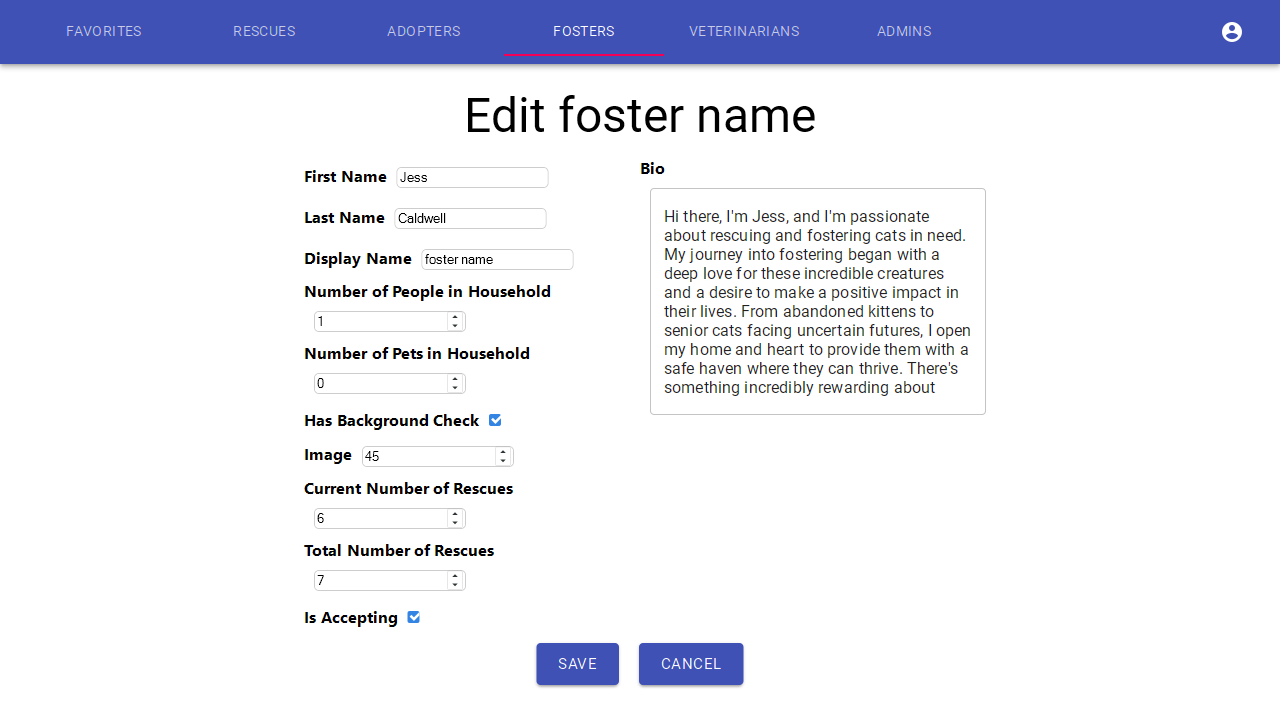 FAVORITES RESCUES ADOPTERS FOSTERS VETERINARIANS ADMINS
Edit foster name
First Name Jess
Last Name Caldwell
Display Name foster name
Number of People in Household
1
Number of Pets in Household
0
Has Background Check
Image 45
Current Number of Rescues
6
Total Number of Rescues
7
Is Accepting
Bio
Hi there, I'm Jess, and I'm passionate
about rescuing and fostering cats in need.
My journey into fostering began with a
deep love for these incredible creatures
and a desire to make a positive impact in
their lives. From abandoned kittens to
senior cats facing uncertain futures, I open
my home and heart to provide them with a
safe haven where they can thrive. There's
something incredibly rewarding about
SAVE CANCEL